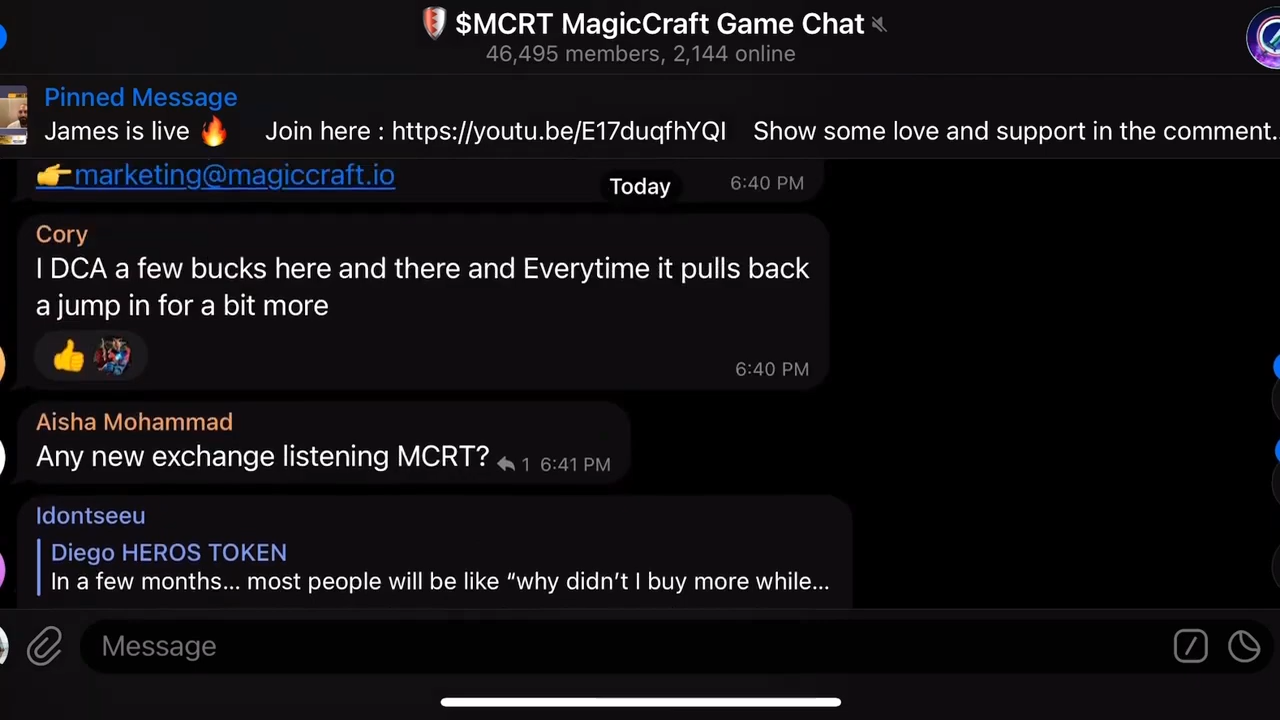 $MCRT MagicCraft Game Chat
46,495 members, 2,144 online
Pinned Message
James is live 🔥 Join here : https://youtu.be/E17duqfhYQI Show some love and support in the comment...
👉marketing@magiccraft.io
6:40 PM
Today
Cory
I DCA a few bucks here and there and Everytime it pulls back
a jump in for a bit more
6:40 PM
Aisha Mohammad
Any new exchange listening MCRT? 1 6:41 PM
Idontseeu
Diego HEROS TOKEN
In a few months... most people will be like “why didn’t I buy more while...
Message